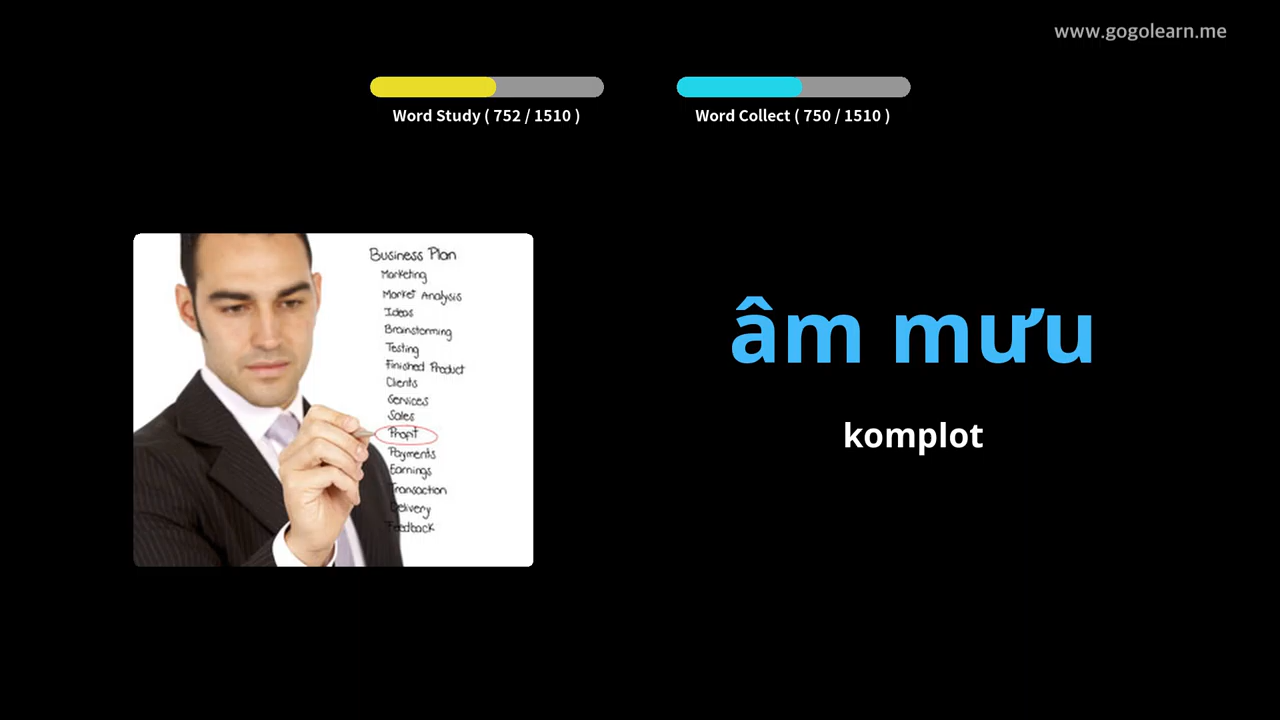 www.gogolearn.me
Word Study ( 752 / 1510 )
Word Collect ( 750 / 1510 )
Business Plan
Marketing
Market Analysis
Ideas
Brainstorming
Testing
Finished Product
Clients
Services
Sales
Profit
Payments
Earnings
Transaction
Delivery
Feedback
âm mưu
komplot